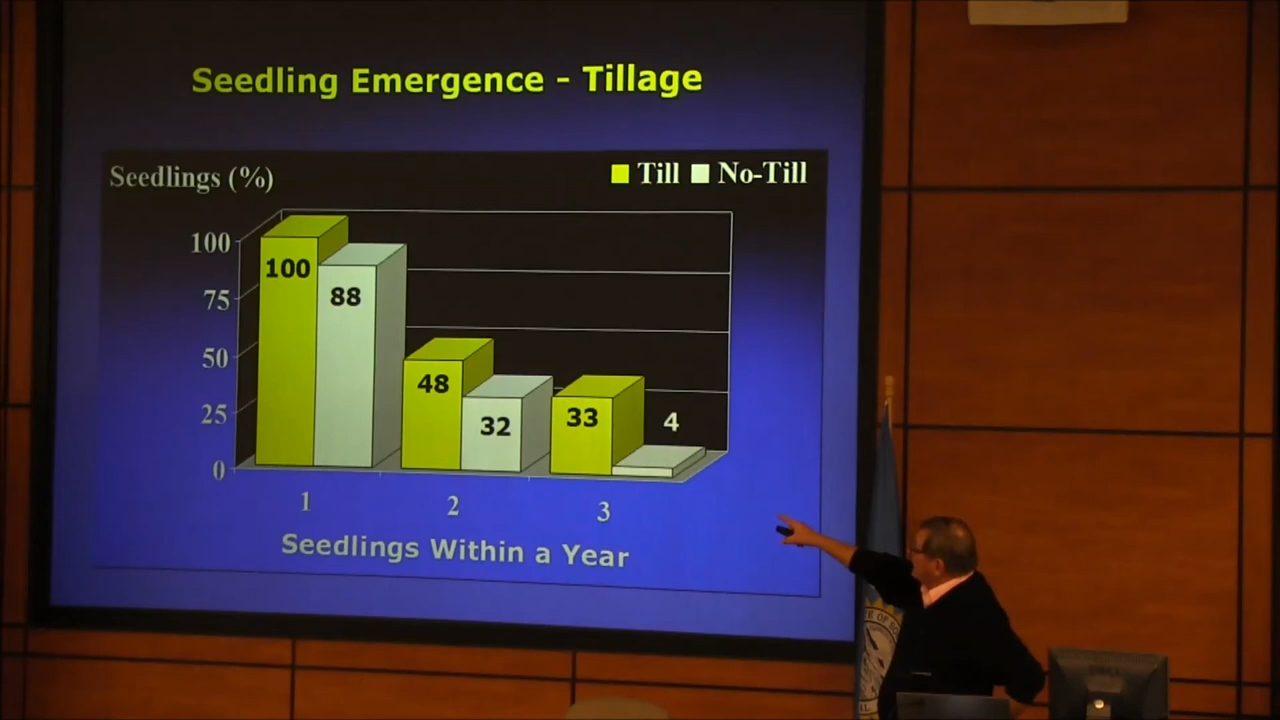 Seedling Emergence - Tillage
Seedlings (%)
Till No-Till
100
75
50
25
0
100
88
48
32
33
4
1 2 3
Seedlings Within a Year